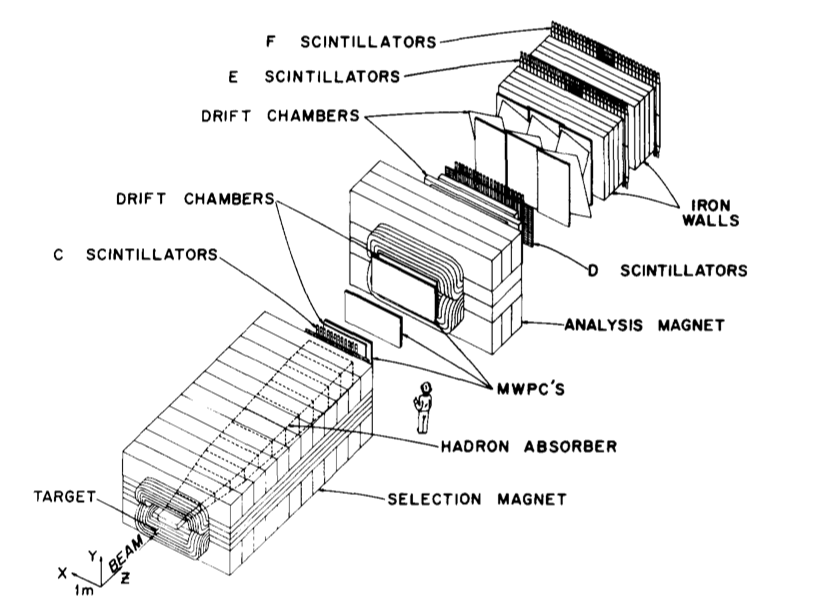 F SCINTILLATORS
E SCINTILLATORS
DRIFT CHAMBERS
DRIFT CHAMBERS
IRON
WALLS
C SCINTILLATORS
D SCINTILLATORS
ANALYSIS MAGNET
MWPC'S
HADRON ABSORBER
TARGET
SELECTION MAGNET
Y
BEAM
X
Z
1m